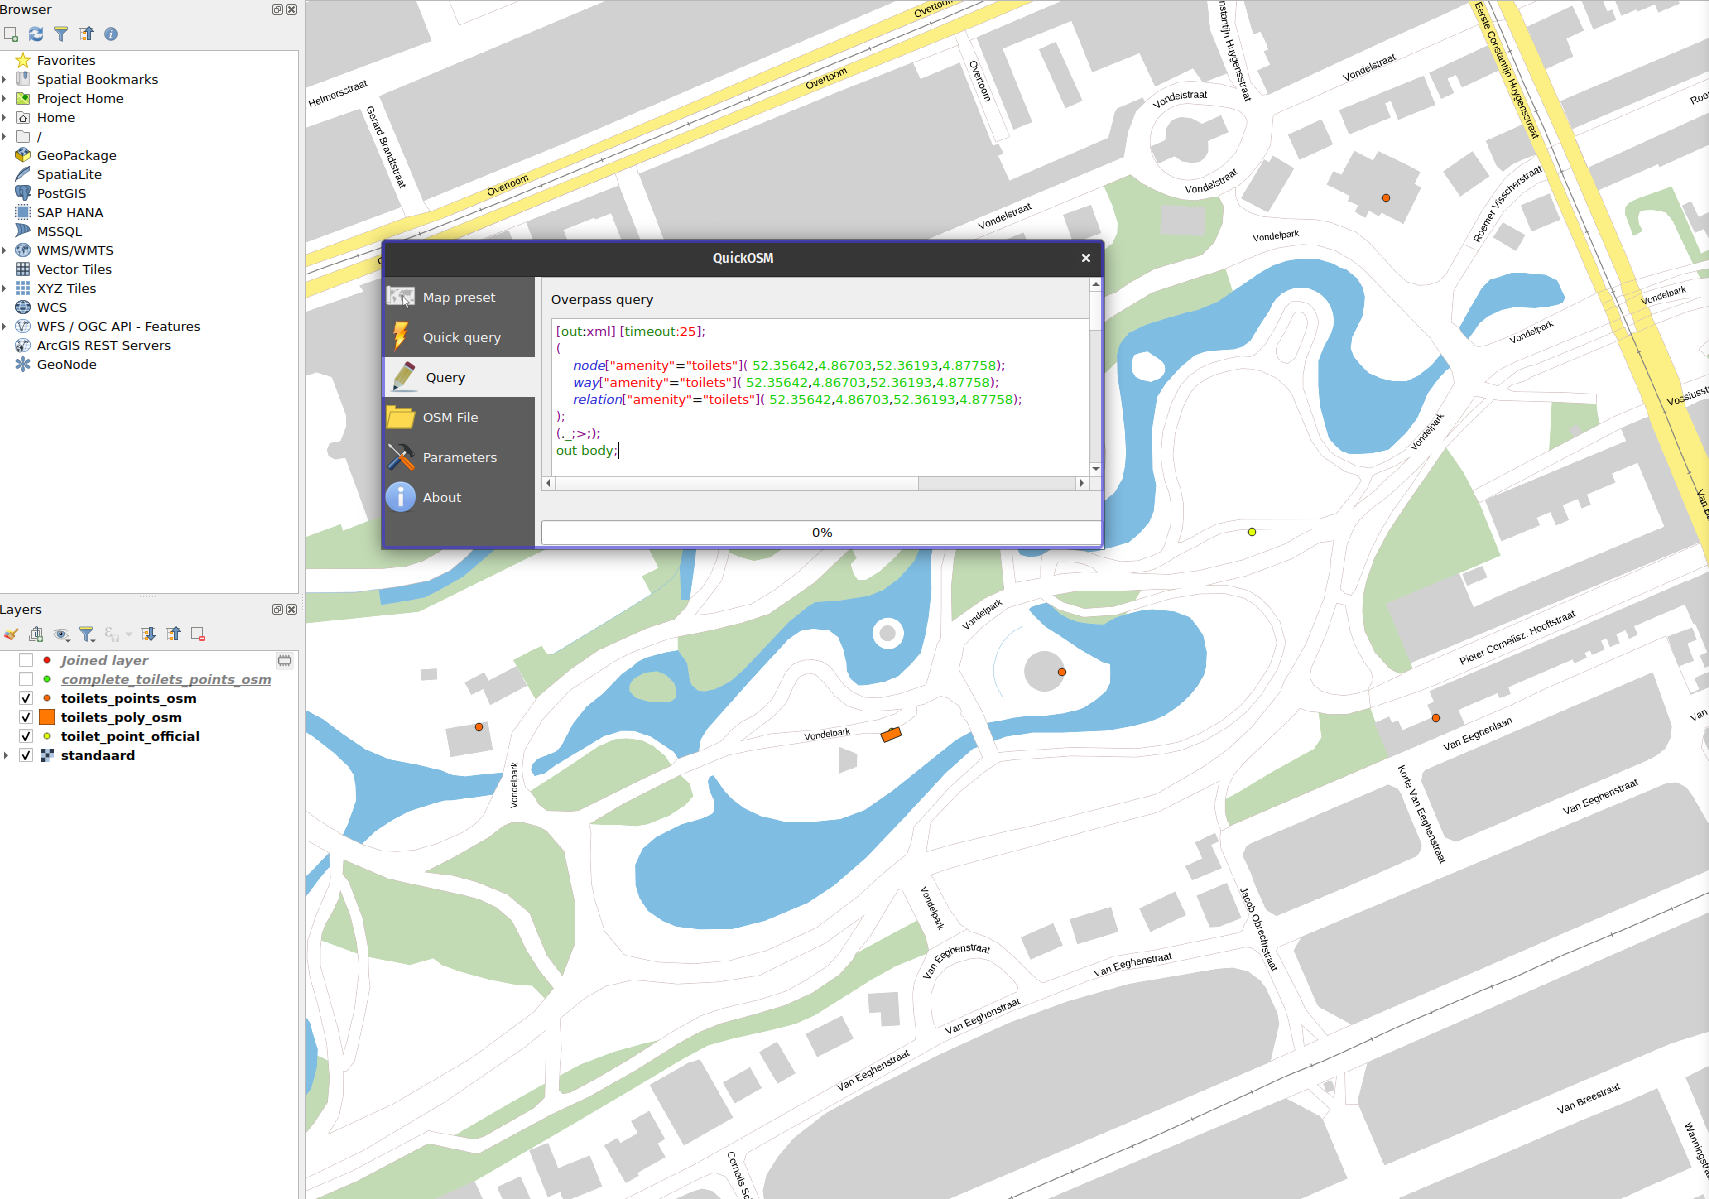 Browser
Favorites
Spatial Bookmarks
Project Home
Home
/
GeoPackage
SpatiaLite
PostGIS
SAP HANA
MSSQL
WMS/WMTS
Vector Tiles
XYZ Tiles
WCS
WFS / OGC API - Features
ArcGIS REST Servers
GeoNode
Layers
Joined layer
complete_toilets_points_osm
toilets_points_osm
toilets_poly_osm
toilet_point_official
standaard
QuickOSM
Map preset
Quick query
Query
OSM File
Parameters
About
Overpass query
[out:xml] [timeout:25];
(
node["amenity"="toilets"]( 52.35642,4.86703,52.36193,4.87758);
way["amenity"="toilets"]( 52.35642,4.86703,52.36193,4.87758);
relation["amenity"="toilets"]( 52.35642,4.86703,52.36193,4.87758);
);
(._;>;);
out body;
0%
Helmersstraat
Gerard Brandtstraat
Overtoom
Overtoom
Overtoom
Overtoom
Vondelstraat
Vondelstraat
Vondelstraat
Vondelstraat
Eerste Constantijn Huygensstraat
Roemer Visscherstraat
Vondelpark
Vondelpark
Vondelpark
Vondelpark
Vondelpark
Vondelpark
Vondelpark
Vondelpark
Pieter Cornelisz. Hooftstraat
Van Eeghenlaan
Korte Van Eeghenstraat
Van Eeghenstraat
Jacob Obrechtstraat
Van Eeghenstraat
Van Eeghenstraat
Van Eeghenstraat
Van Eeghenstraat
Van Breestraat